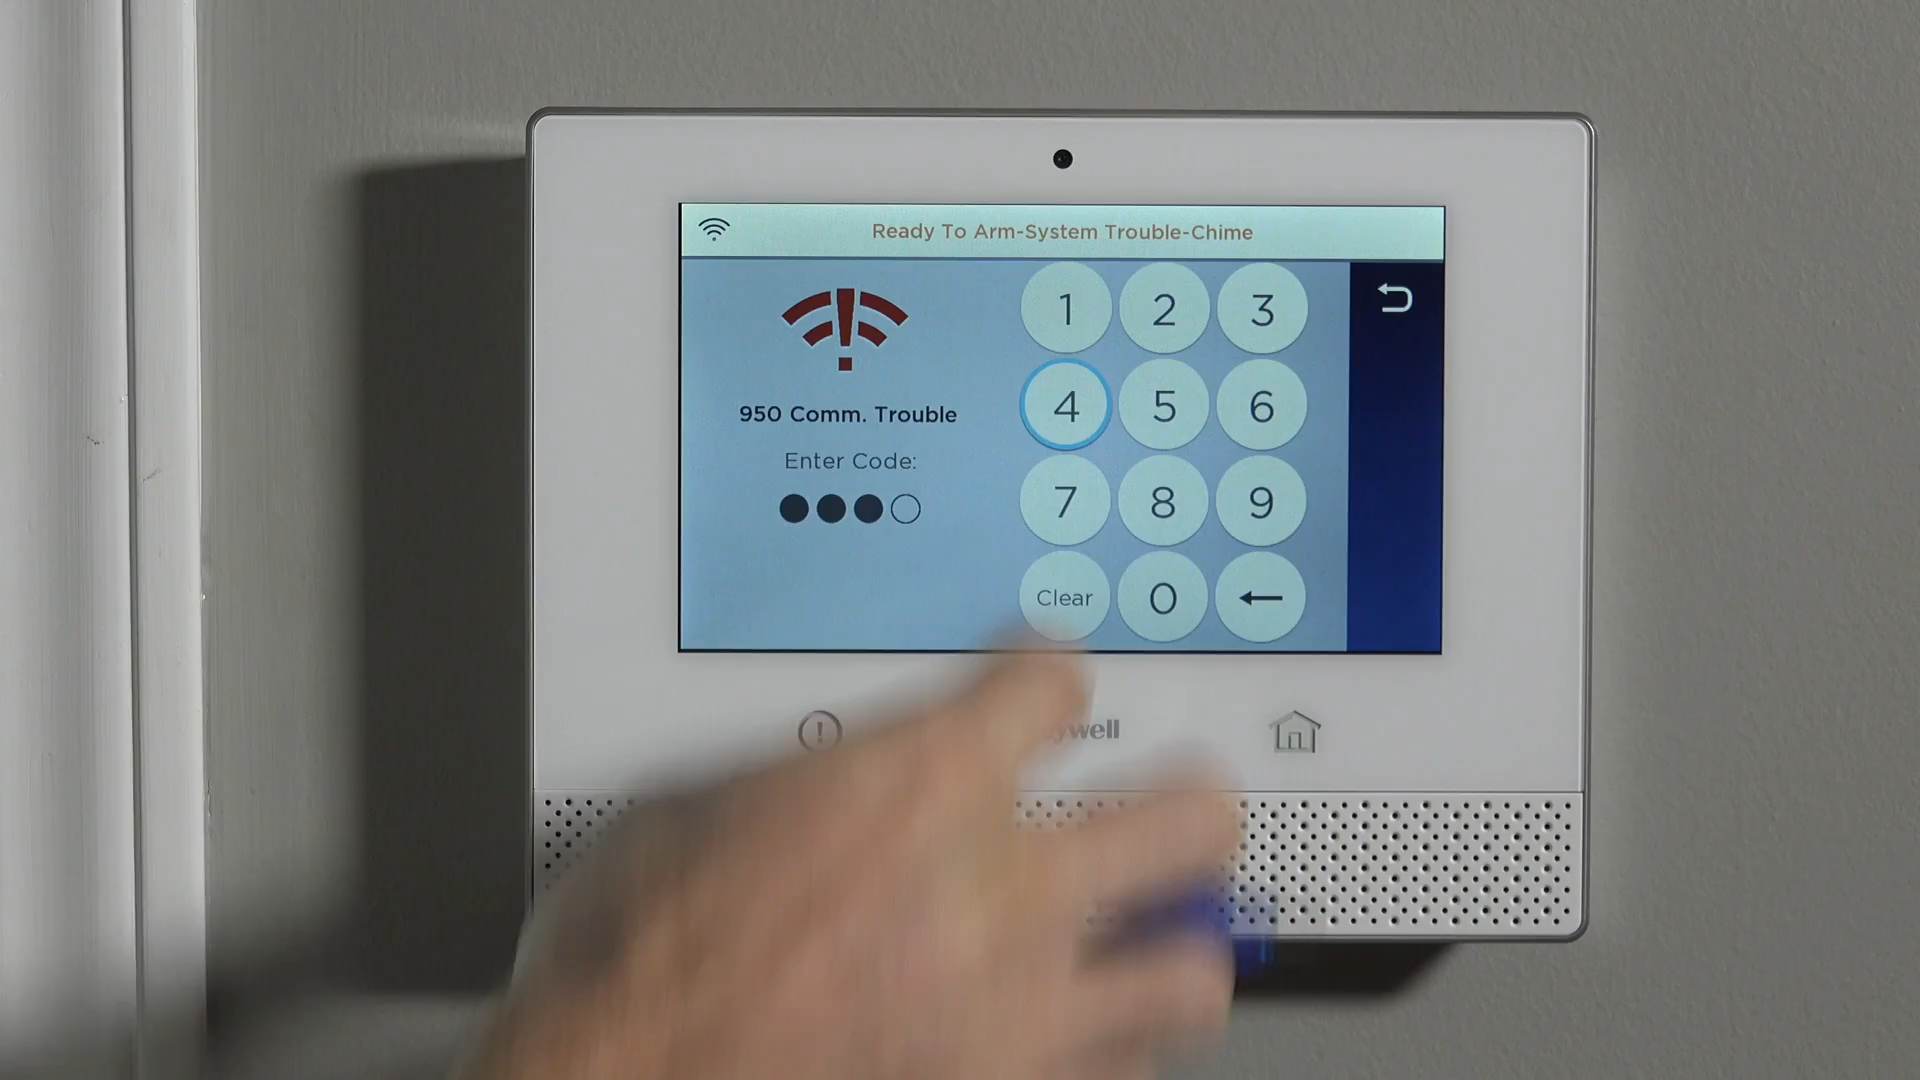 Ready To Arm-System Trouble-Chime
950 Comm. Trouble
Enter Code:
1 2 3
4 5 6
7 8 9
Clear 0